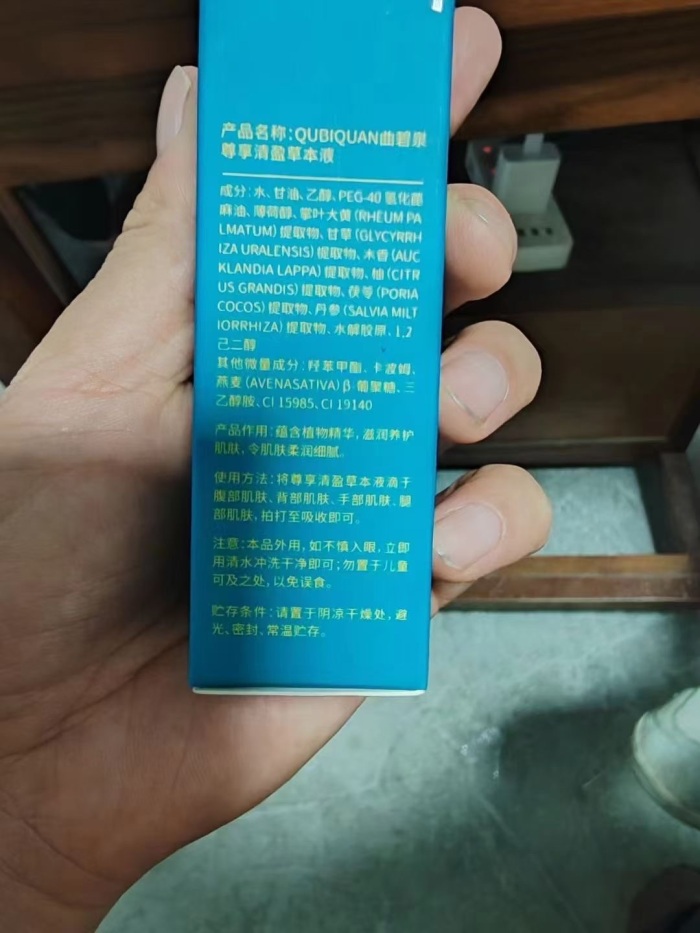 产品名称:QUBIQUAN曲碧泉
尊享清盈草本液
成分:水、甘油、乙醇、PEG-40 氢化蓖
麻油、薄荷醇、掌叶大黄(RHEUM PA
LMATUM)提取物、甘草(GLYCYRRH
IZA URALENSIS)提取物、木香(AUC
KLANDIA LAPPA)提取物、柚(CITR
US GRANDIS)提取物、茯苓(PORIA
COCOS)提取物、丹参(SALVIA MILT
IORRHIZA)提取物、水解胶原、1,2
己二醇
其他微量成分:羟苯甲酯、卡波姆、
燕麦(AVENASATIVA)β-葡聚糖、三
乙醇胺、CI 15985、CI 19140
产品作用:蕴含植物精华,滋润养护
肌肤,令肌肤柔润细腻。
使用方法:将尊享清盈草本液滴于
腹部肌肤、背部肌肤、手部肌肤、腿
部肌肤,拍打至吸收即可。
注意:本品外用,如不慎入眼,立即
用清水冲洗干净即可;勿置于儿童
可及之处,以免误食。
贮存条件:请置于阴凉干燥处,避
光、密封、常温贮存。